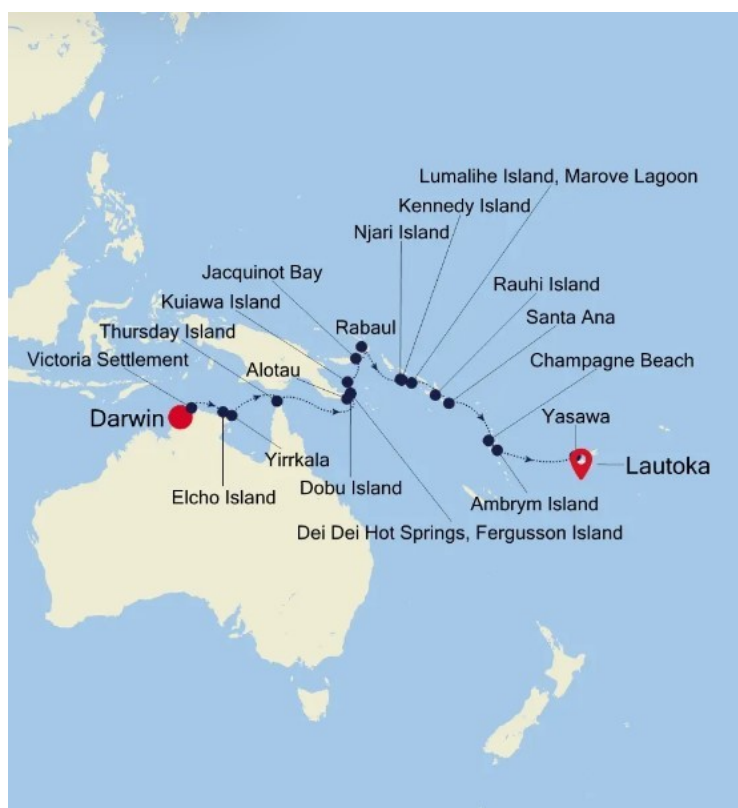 Lumalihe Island, Marove Lagoon
Kennedy Island
Njari Island
Jacquinot Bay
Rauhi Island
Kuiawa Island
Santa Ana
Rabaul
Thursday Island
Victoria Settlement
Champagne Beach
Alotau
Darwin
Yasawa
Yirrkala
Lautoka
Elcho Island
Dobu Island
Ambrym Island
Dei Dei Hot Springs, Fergusson Island